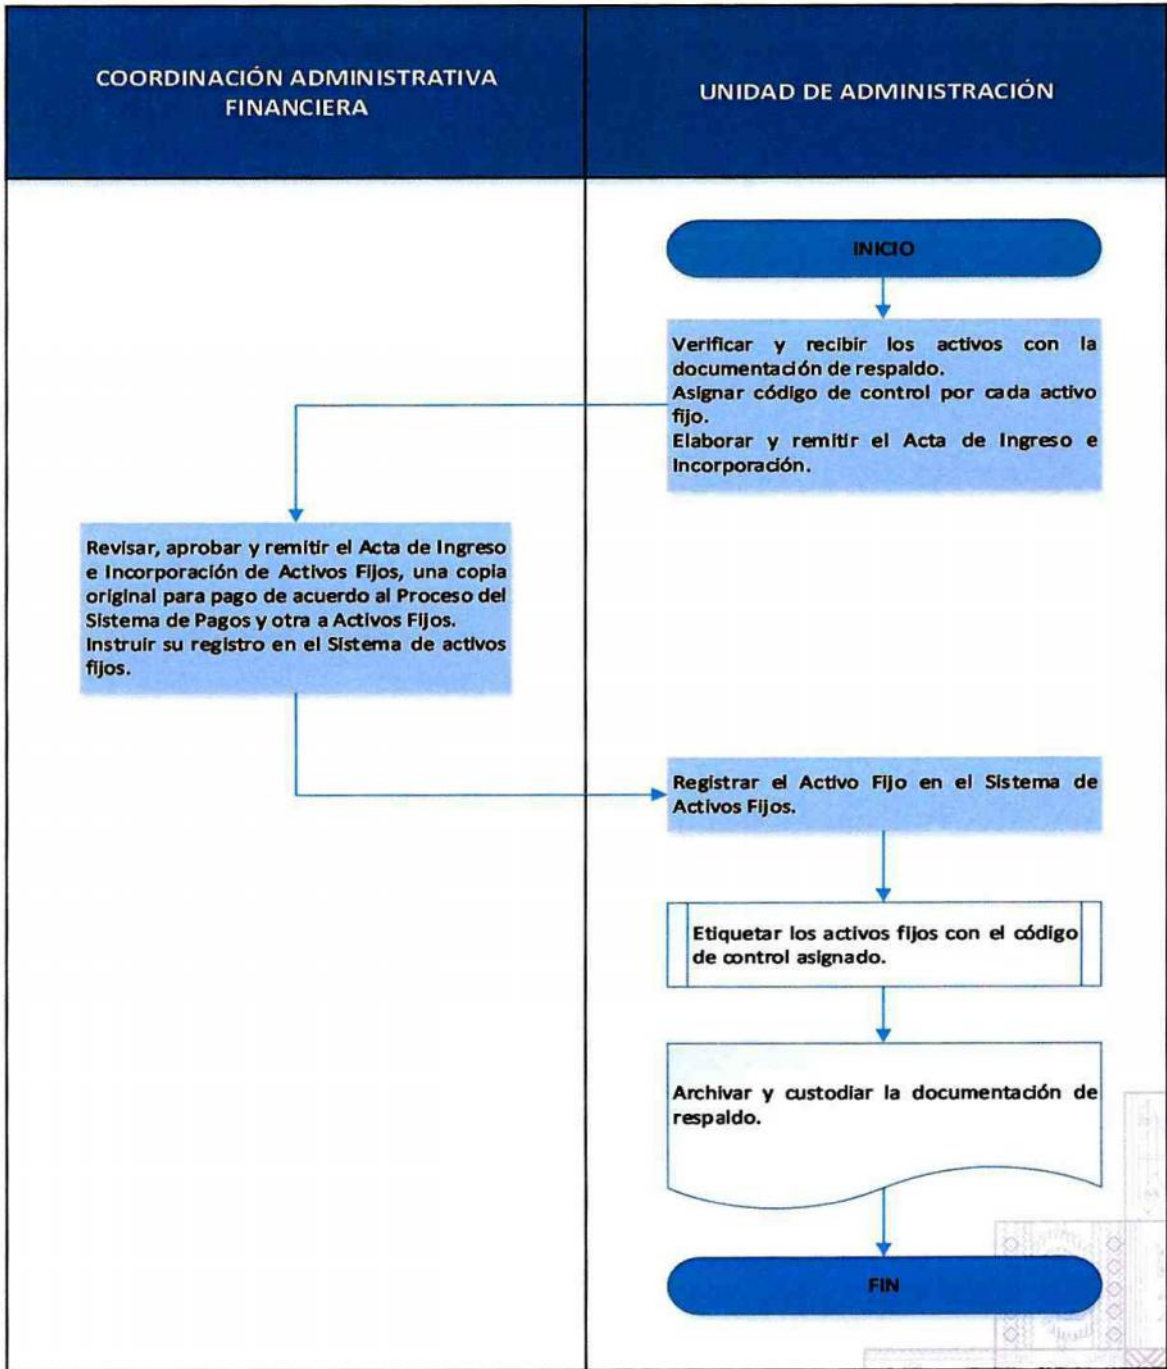 COORDINACIÓN ADMINISTRATIVA
FINANCIERA
UNIDAD DE ADMINISTRACIÓN
INICIO
Verificar y recibir los activos con la
documentación de respaldo.
Asignar código de control por cada activo
fijo.
Elaborar y remitir el Acta de Ingreso e
Incorporación.
Revisar, aprobar y remitir el Acta de Ingreso
e Incorporación de Activos Fijos, una copia
original para pago de acuerdo al Proceso del
Sistema de Pagos y otra a Activos Fijos.
Instruir su registro en el Sistema de activos
fijos.
Registrar el Activo Fijo en el Sistema de
Activos Fijos.
Etiquetar los activos fijos con el código
de control asignado.
Archivar y custodiar la documentación de
respaldo.
FIN